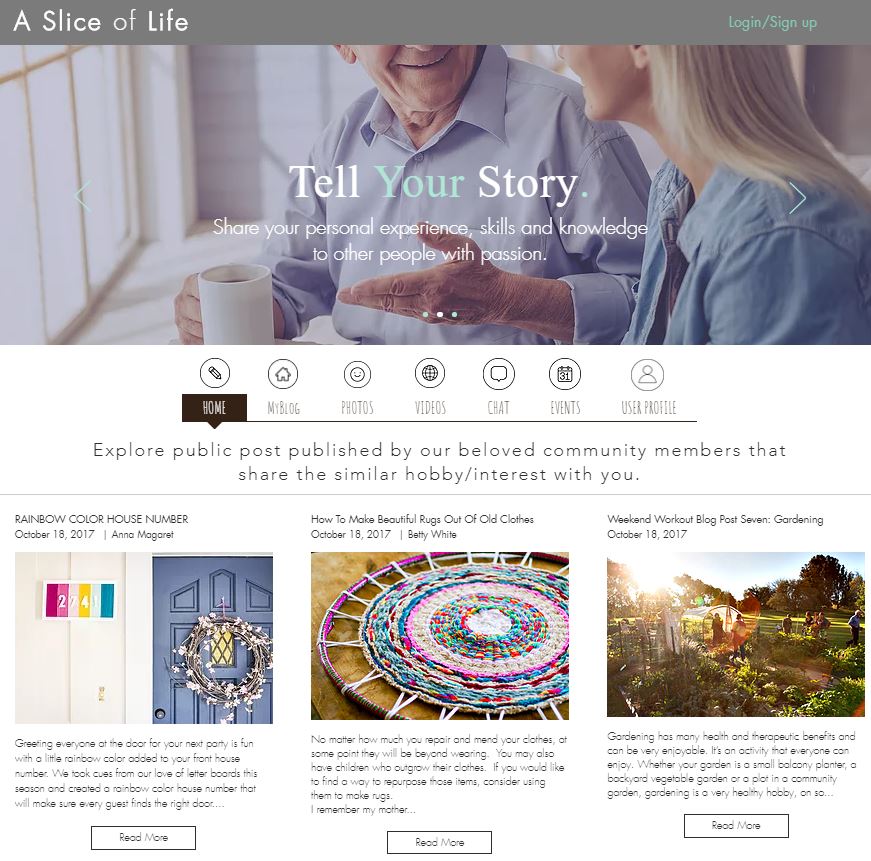 A Slice of Life
Login/Sign up
Tell Your Story.
Share your personal experience, skills and knowledge
to other people with passion.
31
HOME
MyBlog
PHOTOS
VIDEOS
CHAT
EVENTS
USER PROFILE
Explore public post published by our beloved community members that
share the similar hobby/interest with you.
RAINBOW COLOR HOUSE NUMBER
October 18, 2017 | Anna Magaret
2741
Greeting everyone at the door for your next party is fun
with a little rainbow color added to your front house
number. We took cues from our love of letter boards this
season and created a rainbow color house number that
will make sure every guest finds the right door....
Read More
How To Make Beautiful Rugs Out Of Old Clothes
October 18, 2017 | Betty White
No matter how much you repair and mend your clothes, at
some point they will be beyond wearing. You may also
have children who outgrow their clothes. If you would like
to find a way to repurpose those items, consider using
them to make rugs.
I remember my mother...
Read More
Weekend Workout Blog Post Seven: Gardening
October 18, 2017
Gardening has many health and therapeutic benefits and
can be very enjoyable. It's an activity that everyone can
enjoy. Whether your garden is a small balcony planter, a
backyard vegetable garden or a plot in a community
garden, gardening is a very healthy hobby, on so...
Read More